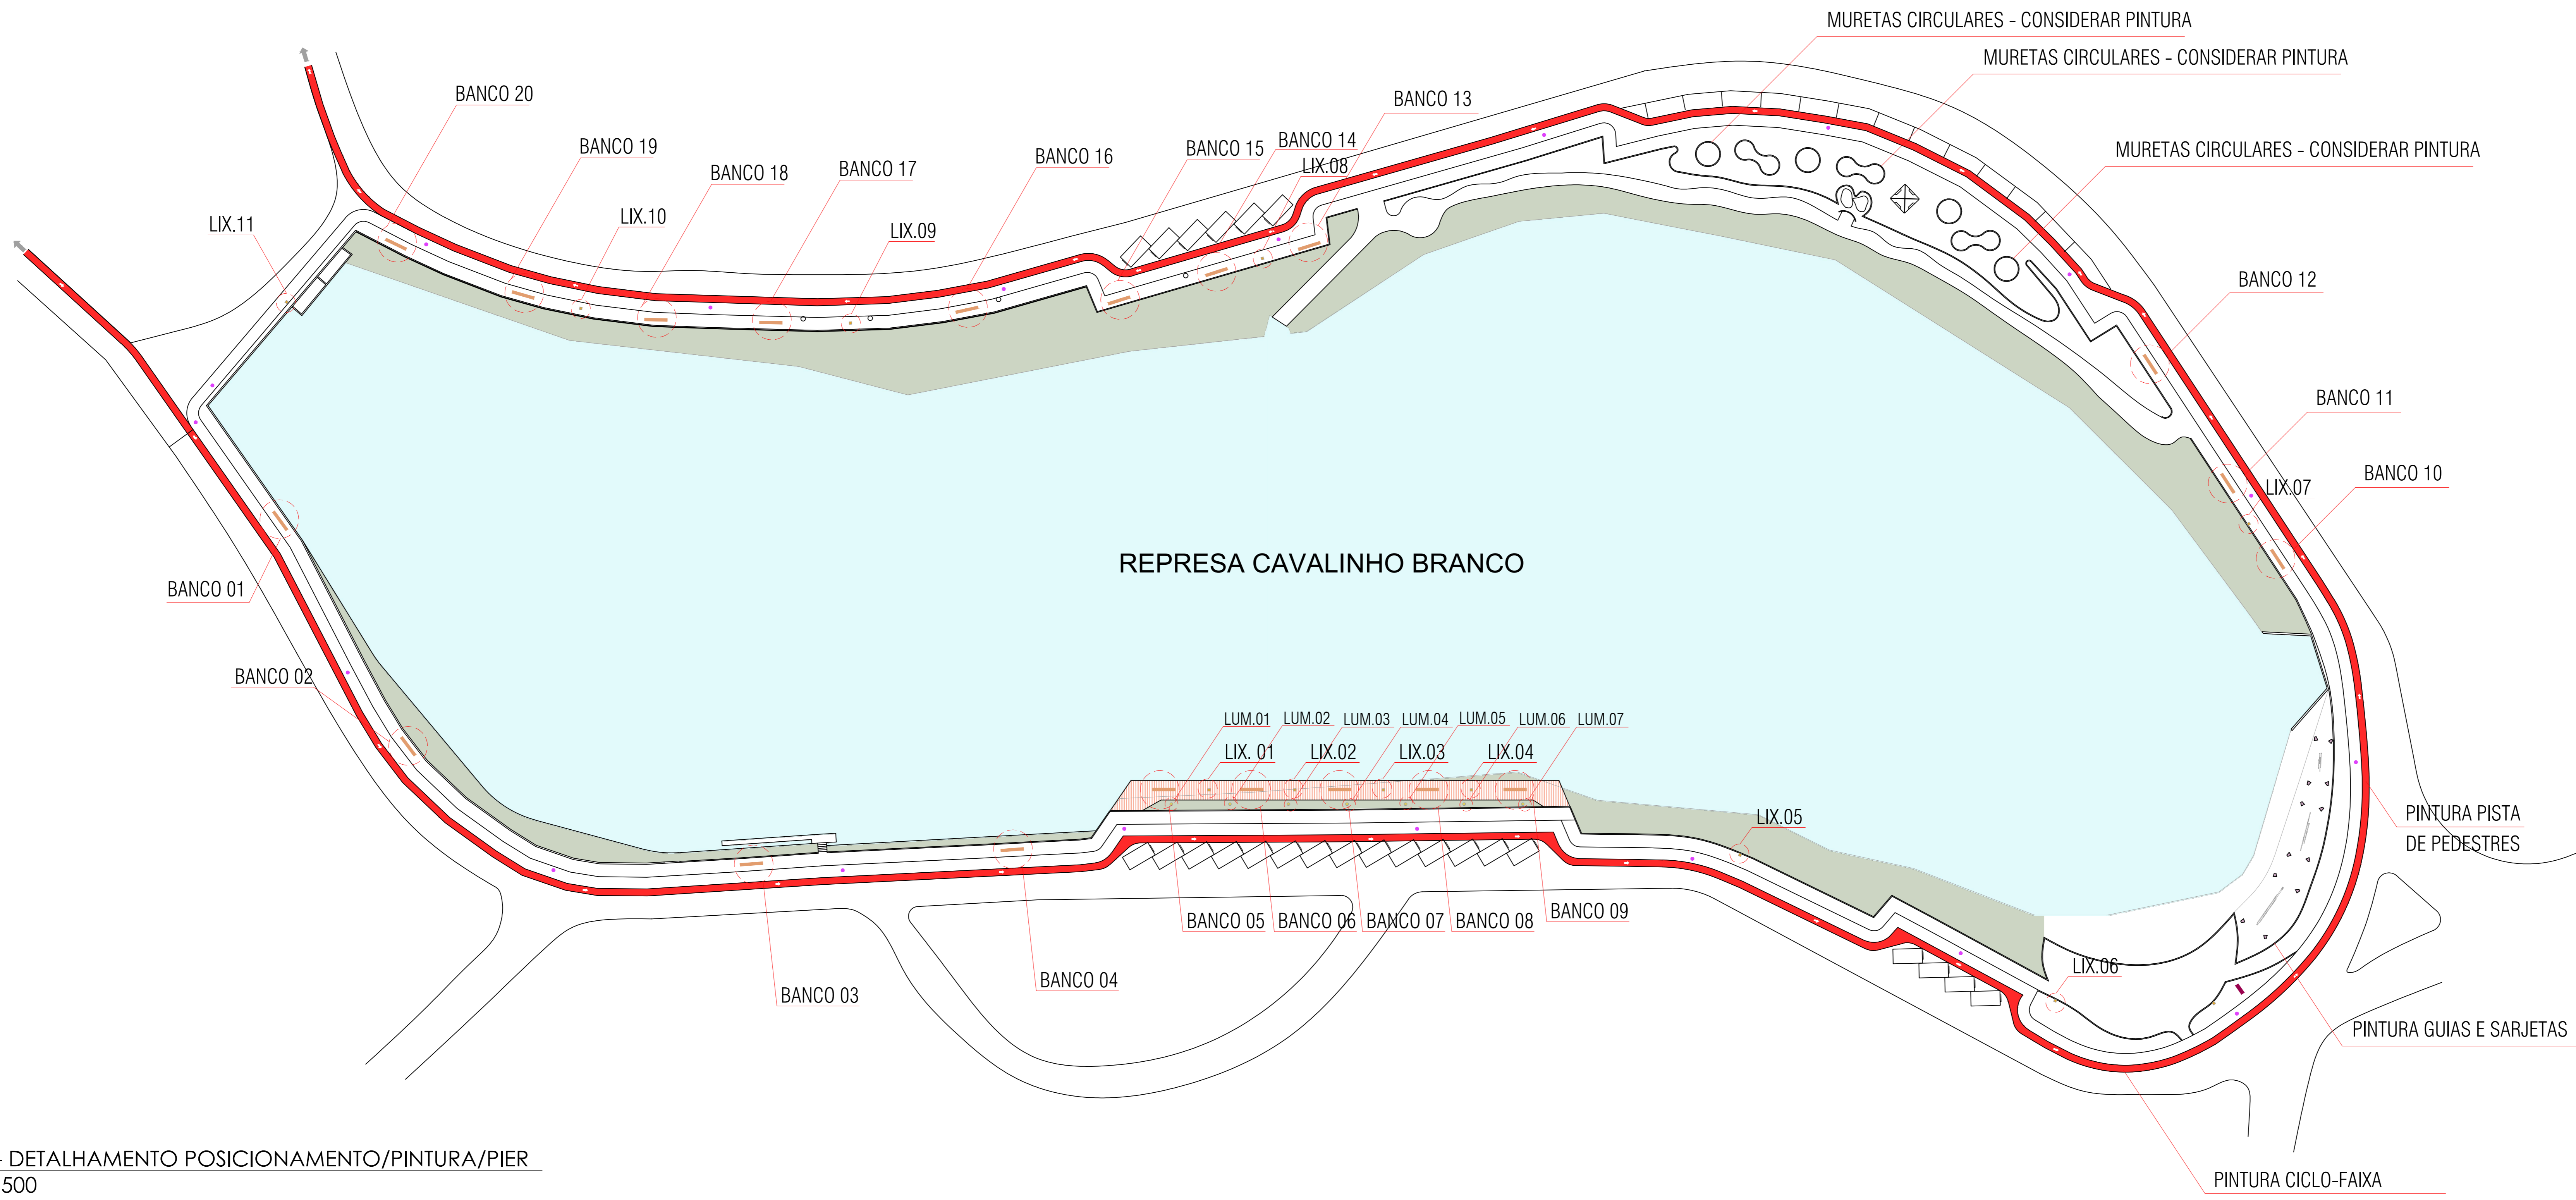 MURETAS CIRCULARES - CONSIDERAR PINTURA
MURETAS CIRCULARES - CONSIDERAR PINTURA
BANCO 20
BANCO 13
BANCO 19
BANCO 15
BANCO 14
MURETAS CIRCULARES - CONSIDERAR PINTURA
BANCO 18
BANCO 17
BANCO 16
LIX.08
LIX.11
LIX.10
LIX.09
BANCO 12
BANCO 11
BANCO 10
LIX.07
REPRESA CAVALINHO BRANCO
BANCO 01
BANCO 02
LUM.01
LUM.02
LUM.03
LUM.04
LUM.05
LUM.06
LUM.07
LIX. 01
LIX.02
LIX.03
LIX.04
LIX.05
PINTURA PISTA
DE PEDESTRES
BANCO 05
BANCO 06
BANCO 07
BANCO 08
BANCO 09
LIX.06
BANCO 04
BANCO 03
PINTURA GUIAS E SARJETAS
- DETALHAMENTO POSICIONAMENTO/PINTURA/PIER
500
PINTURA CICLO-FAIXA